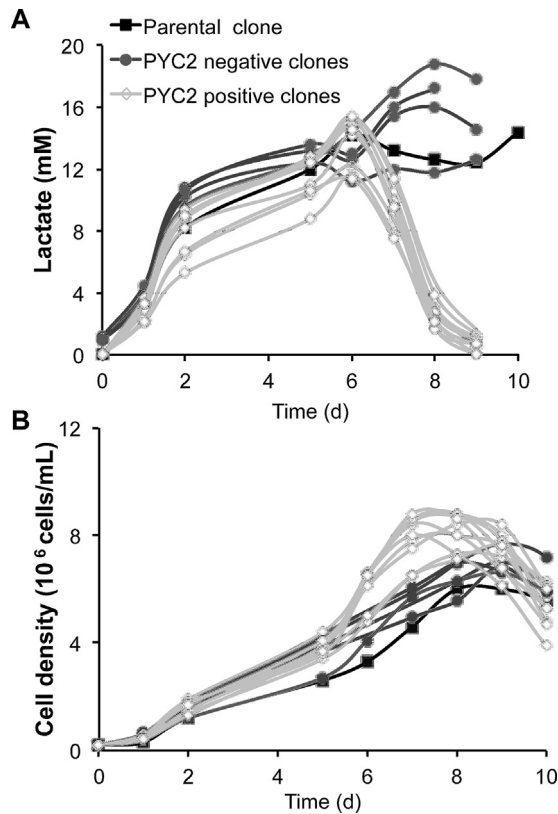 A
Parental clone
PYC2 negative clones
PYC2 positive clones
Lactate (mM)
20
16
12
8
4
0
0 2 4 6 8 10
Time (d)
B
Cell density (10 6 cells/mL)
12
8
4
0
0 2 4 6 8 10
Time (d)